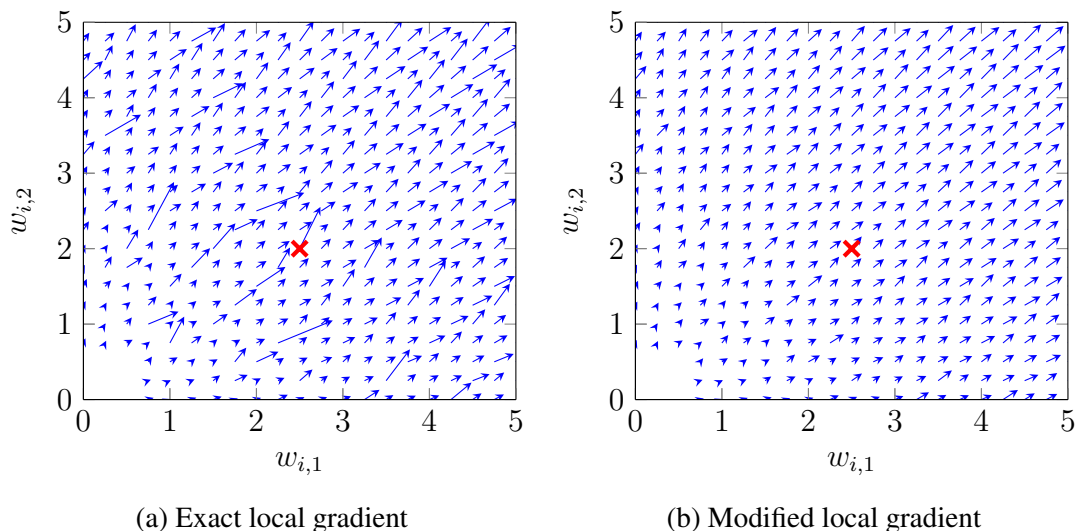 0 1 2 3 4 5
0
1
2
3
4
5
w_{i,1}
w_{i,2}
(a) Exact local gradient
0 1 2 3 4 5
0
1
2
3
4
5
w_{i,1}
w_{i,2}
(b) Modified local gradient